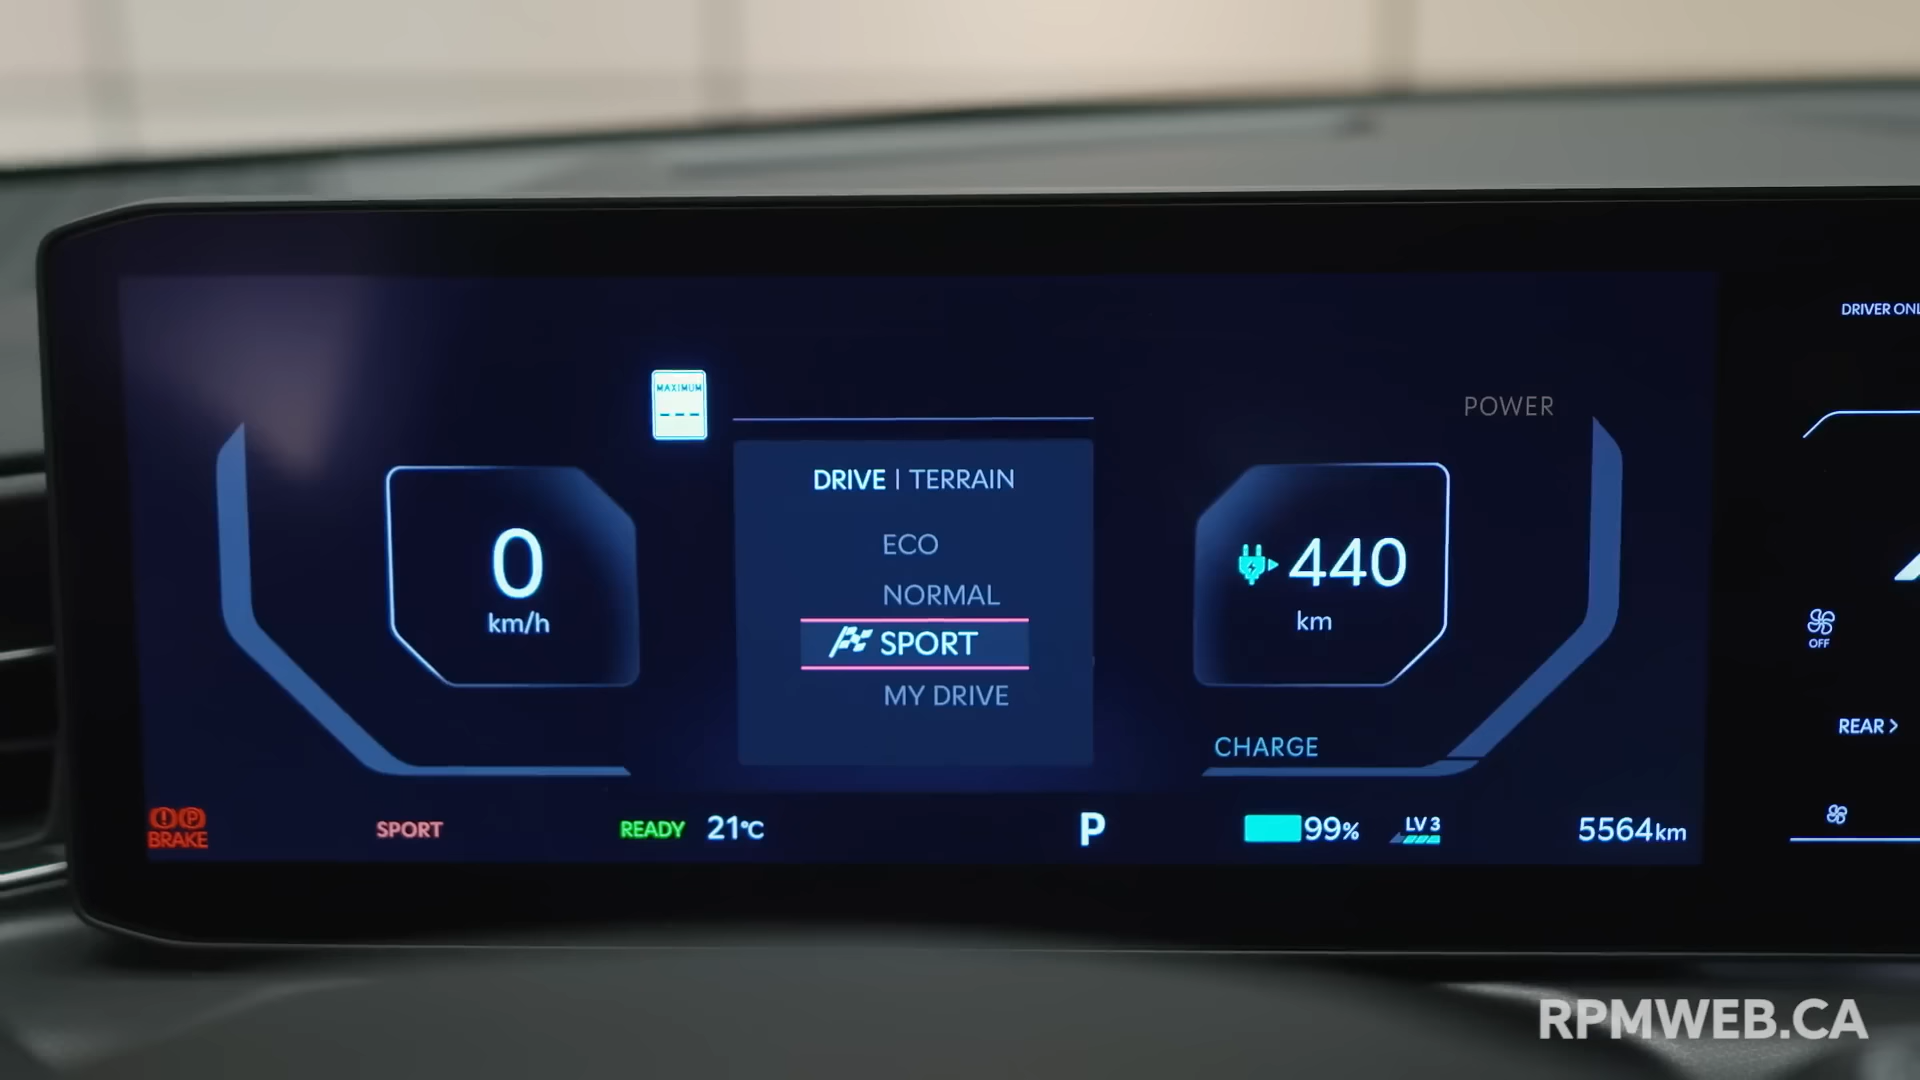 DRIVER ONL
MAXIMUM
---
POWER
DRIVE | TERRAIN
ECO
NORMAL
SPORT
MY DRIVE
0
km/h
440
km
OFF
REAR >
CHARGE
BRAKE
SPORT
READY
21°C
P
99%
LV 3
5564km
RPMWEB.CA